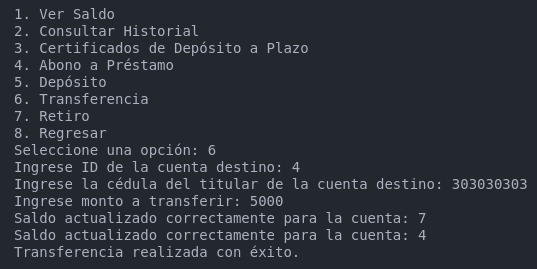 1. Ver Saldo
2. Consultar Historial
3. Certificados de Depósito a Plazo
4. Abono a Préstamo
5. Depósito
6. Transferencia
7. Retiro
8. Regresar
Seleccione una opción: 6
Ingrese ID de la cuenta destino: 4
Ingrese la cédula del titular de la cuenta destino: 303030303
Ingrese monto a transferir: 5000
Saldo actualizado correctamente para la cuenta: 7
Saldo actualizado correctamente para la cuenta: 4
Transferencia realizada con éxito.